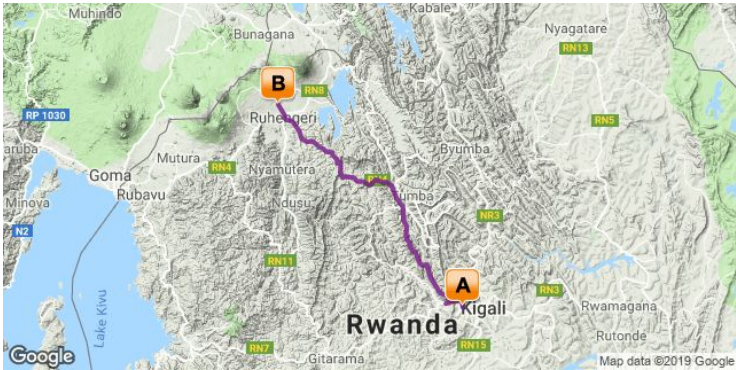 Muhindo
Kabale
Bunagana
Nyagatare
RN13
B
RN8
RP 1030
Ruhengeri
RN5
Mutura
RN4
Byumba
Goma
Nyamutera
Rubavu
Minova
Ndusu
NR3
N2
RN11
A
Lake Kivu
Kigali
RN3
Rwamagana
Rwanda
Rutonde
RN7
Gitarama
RN15
Google
Map data ©2019 Google